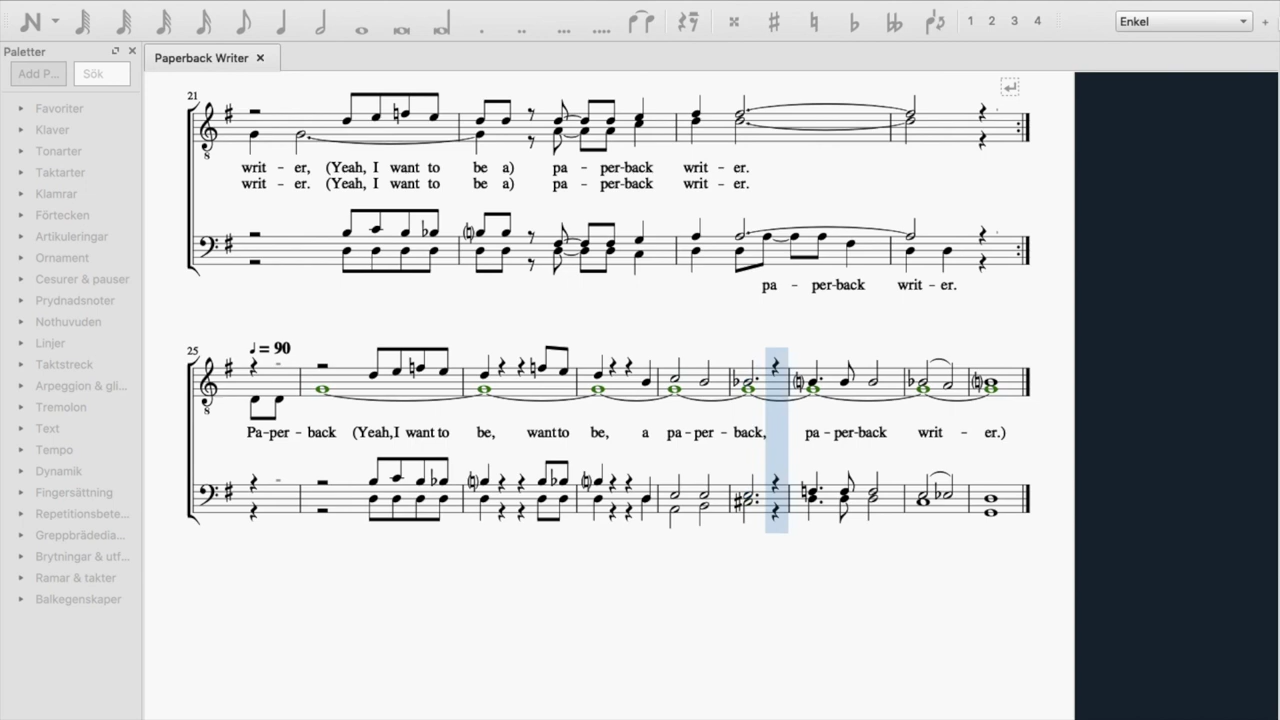 1 2 3 4 Enkel
Paletter
Add P... Sök
Favoriter
Klaver
Tonarter
Taktarter
Klamrar
Förtecken
Artikuleringar
Ornament
Cesurer & pauser
Prydnadsnoter
Nothuvuden
Linjer
Taktstreck
Arpeggion & gli...
Tremolon
Text
Tempo
Dynamik
Fingersättning
Repetitionsbete...
Greppbrädedia...
Brytningar & utf...
Ramar & takter
Balkegenskaper
Paperback Writer
21
writ – er, (Yeah, I want to be a) pa – per-back writ – er.
writ – er. (Yeah, I want to be a) pa – per-back writ – er.
pa – per-back writ – er.
25
♩ = 90
Pa-per – back (Yeah,I want to be, want to be, a pa – per – back, pa – per-back writ – er.)